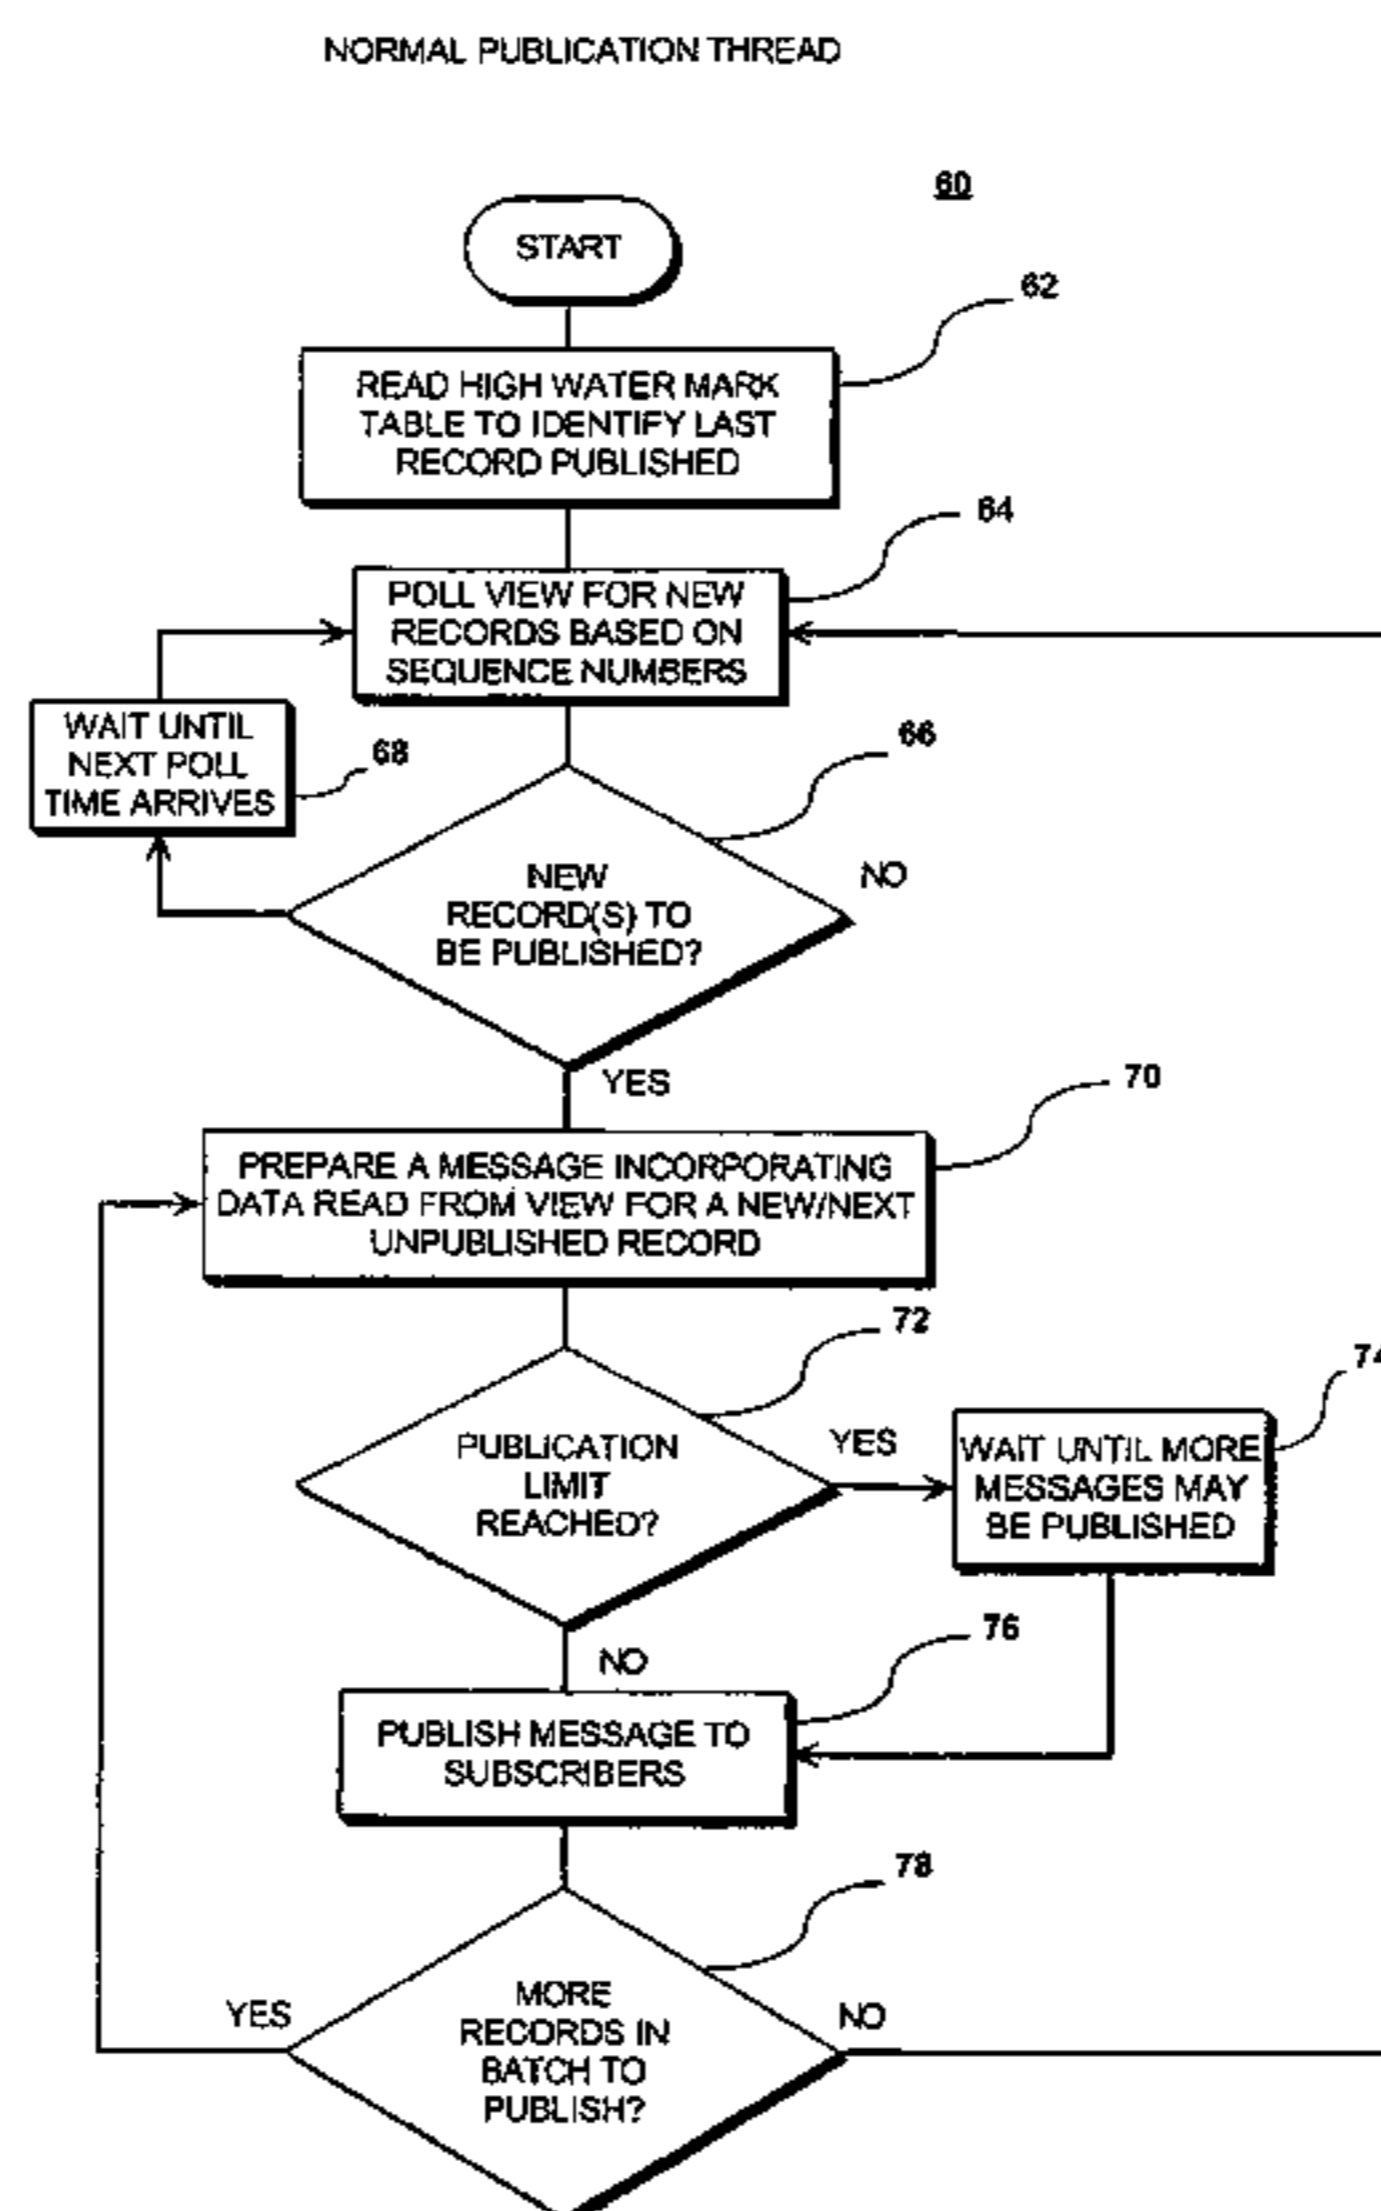 NORMAL PUBLICATION THREAD
60
START
62
READ HIGH WATER MARK
TABLE TO IDENTIFY LAST
RECORD PUBLISHED
64
POLL VIEW FOR NEW
RECORDS BASED ON
SEQUENCE NUMBERS
WAIT UNTIL
NEXT POLL
TIME ARRIVES
68
66
NEW
RECORD(S) TO
BE PUBLISHED?
NO
YES
70
PREPARE A MESSAGE INCORPORATING
DATA READ FROM VIEW FOR A NEW/NEXT
UNPUBLISHED RECORD
72
74
PUBLICATION
LIMIT
REACHED?
YES
WAIT UNTIL MORE
MESSAGES MAY
BE PUBLISHED
NO
76
PUBLISH MESSAGE TO
SUBSCRIBERS
78
YES
MORE
RECORDS IN
BATCH TO
PUBLISH?
NO